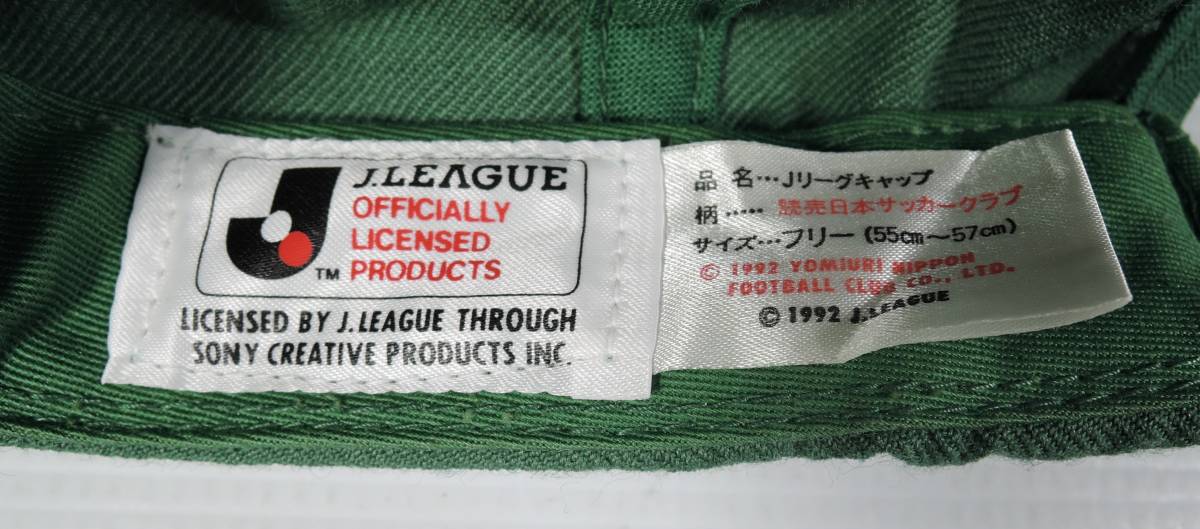 J.LEAGUE
OFFICIALLY
LICENSED
PRODUCTS
TM
LICENSED BY J.LEAGUE THROUGH
SONY CREATIVE PRODUCTS INC.
品 名…Jリーグキャップ
柄……読売日本サッカークラブ
サイズ…フリー(55cm〜57cm)
© 1992 YOMIURI NIPPON
FOOTBALL CLUB CO., LTD.
© 1992 J.LEAGUE